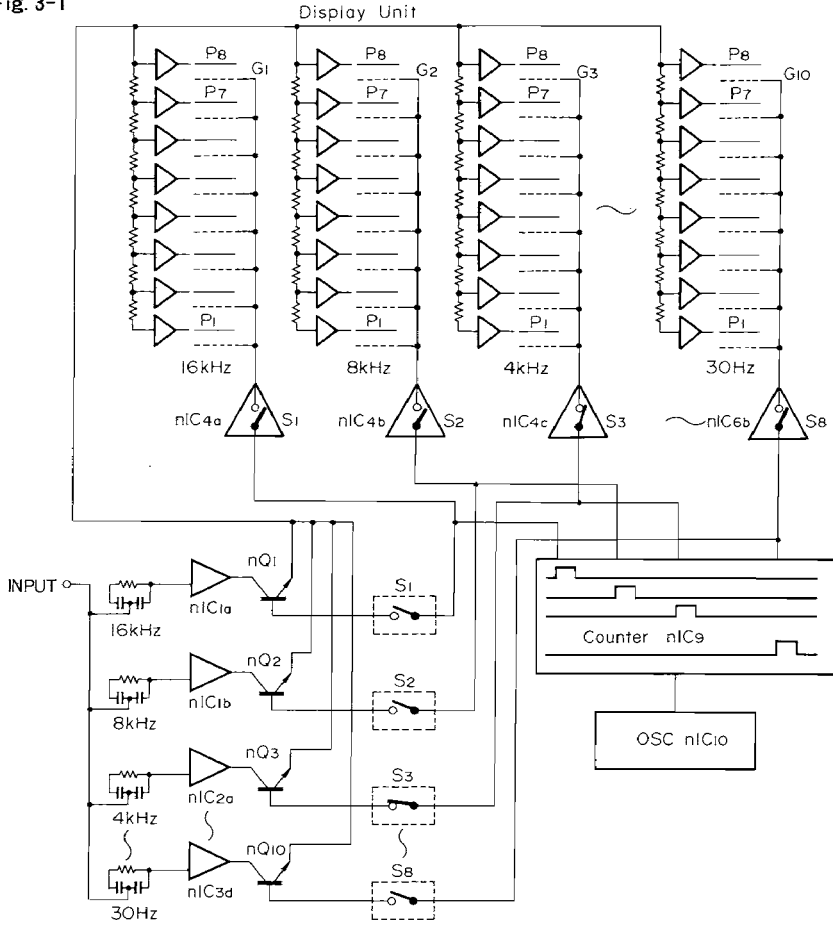 Fig. 3-1
Display Unit
P8 G1 P8 G2 P8 G3 P8 G10
P7 P7 P7 P7
P1 P1 P1 P1
16kHz 8kHz 4kHz 30Hz
nIC4a S1 nIC4b S2 nIC4c S3 nIC6b S8
INPUT
16kHz
nIC1a
nQ1
S1
8kHz
nIC1b
nQ2
S2
4kHz
nIC2a
nQ3
S3
30Hz
nIC3d
nQ10
S8
Counter nIC9
OSC nIC10